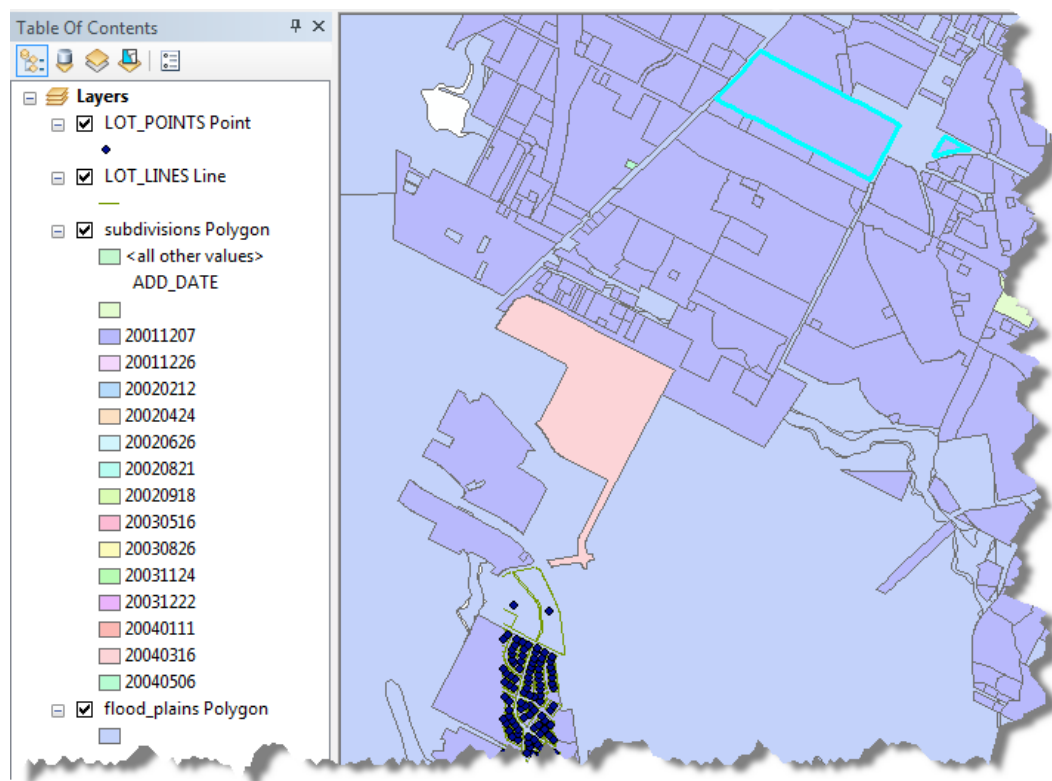 Table Of Contents
Layers
LOT_POINTS Point
LOT_LINES Line
subdivisions Polygon
<all other values>
ADD_DATE
20011207
20011226
20020212
20020424
20020626
20020821
20020918
20030516
20030826
20031124
20031222
20040111
20040316
20040506
flood_plains Polygon